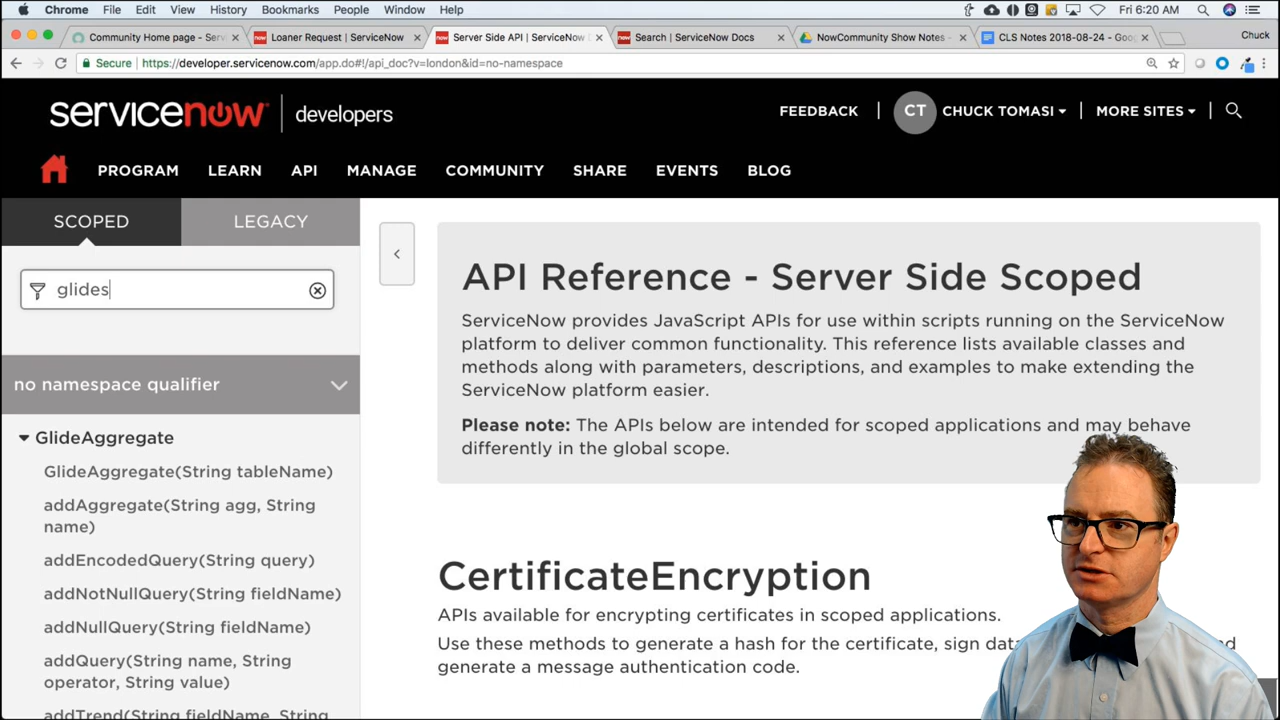 Chrome File Edit View History Bookmarks People Window Help Fri 6:20 AM Chuck Tomasi
Community Home page - Serv × Loaner Request | ServiceNow × Server Side API | ServiceNow D × Search | ServiceNow Docs × NowCommunity Show Notes - × CLS Notes 2018-08-24 - Goog × Chuck
Secure https://developer.servicenow.com/app.do#!/api_doc?v=london&id=no-namespace
servicenow developers
FEEDBACK CT CHUCK TOMASI MORE SITES
PROGRAM LEARN API MANAGE COMMUNITY SHARE EVENTS BLOG
SCOPED LEGACY
glides
no namespace qualifier
GlideAggregate
GlideAggregate(String tableName)
addAggregate(String agg, String
name)
addEncodedQuery(String query)
addNotNullQuery(String fieldName)
addNullQuery(String fieldName)
addQuery(String name, String
operator, String value)
addTrend(String fieldName, String
API Reference - Server Side Scoped
ServiceNow provides JavaScript APIs for use within scripts running on the ServiceNow
platform to deliver common functionality. This reference lists available classes and
methods along with parameters, descriptions, and examples to make extending the
ServiceNow platform easier.
Please note: The APIs below are intended for scoped applications and may behave
differently in the global scope.
CertificateEncryption
APIs available for encrypting certificates in scoped applications.
Use these methods to generate a hash for the certificate, sign dat nd
generate a message authentication code.